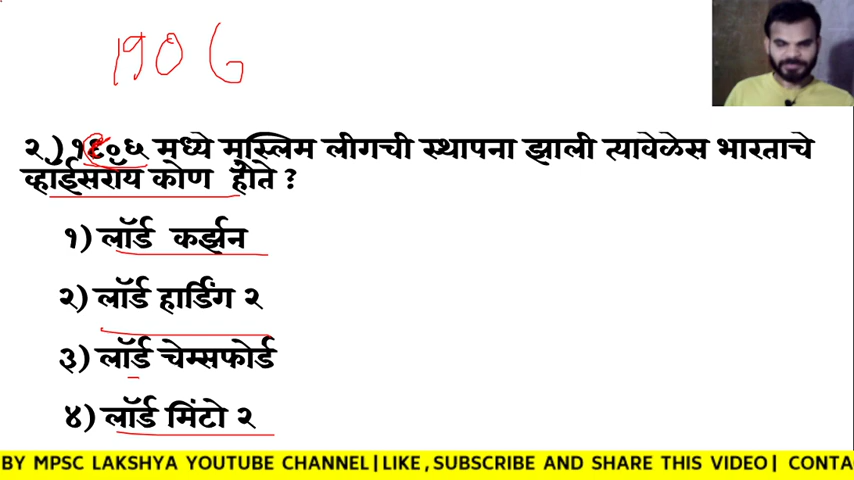 1906
२) १९०६ मध्ये मुस्लिम लीगची स्थापना झाली त्यावेळेस भारताचे
व्हाईसरॉय कोण होते ?
१) लॉर्ड कर्झन
२) लॉर्ड हार्डिंग २
३) लॉर्ड चेम्सफोर्ड
४) लॉर्ड मिंटो २
BY MPSC LAKSHYA YOUTUBE CHANNEL|LIKE,SUBSCRIBE AND SHARE THIS VIDEO| CONTA